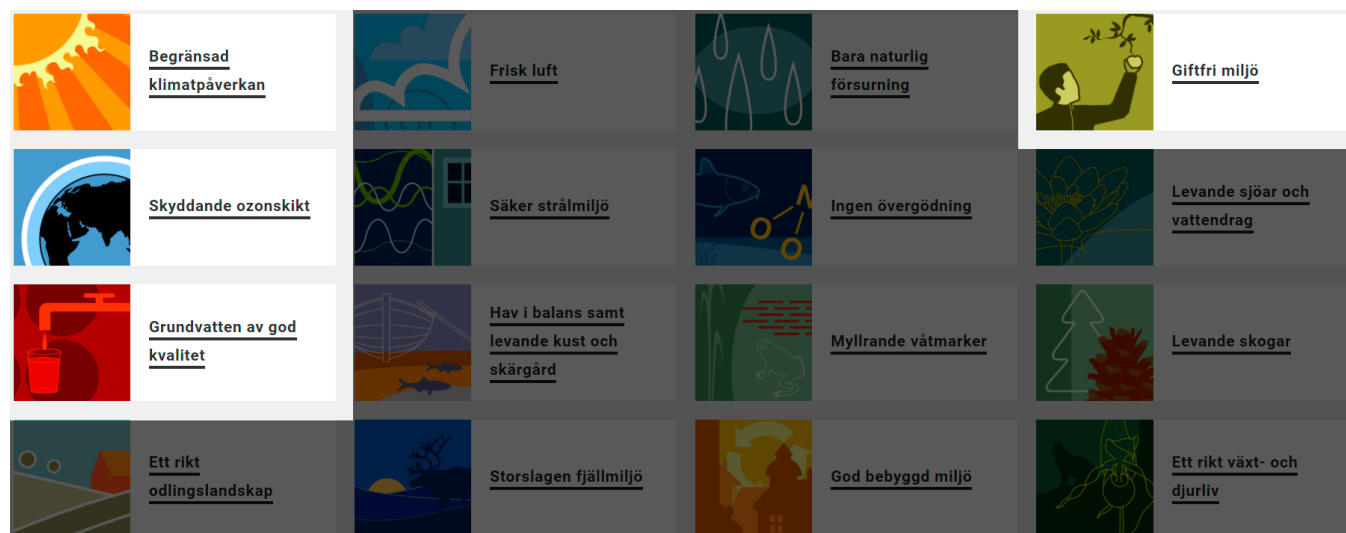 Begränsad
klimatpåverkan
Frisk luft
Bara naturlig
försurning
Giftfri miljö
Skyddande ozonskikt
Säker strålmiljö
N
O
O
Ingen övergödning
Levande sjöar och
vattendrag
Grundvatten av god
kvalitet
Hav i balans samt
levande kust och
skärgård
Myllrande våtmarker
Levande skogar
Ett rikt
odlingslandskap
Storslagen fjällmiljö
God bebyggd miljö
Ett rikt växt- och
djurliv